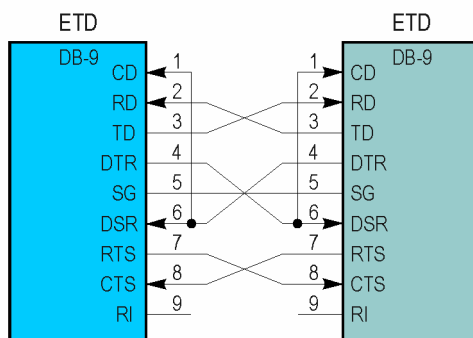 ETD ETD
DB-9 DB-9
CD 1 1 CD
RD 2 2 RD
TD 3 3 TD
DTR 4 4 DTR
SG 5 5 SG
DSR 6 6 DSR
RTS 7 7 RTS
CTS 8 8 CTS
RI 9 9 RI